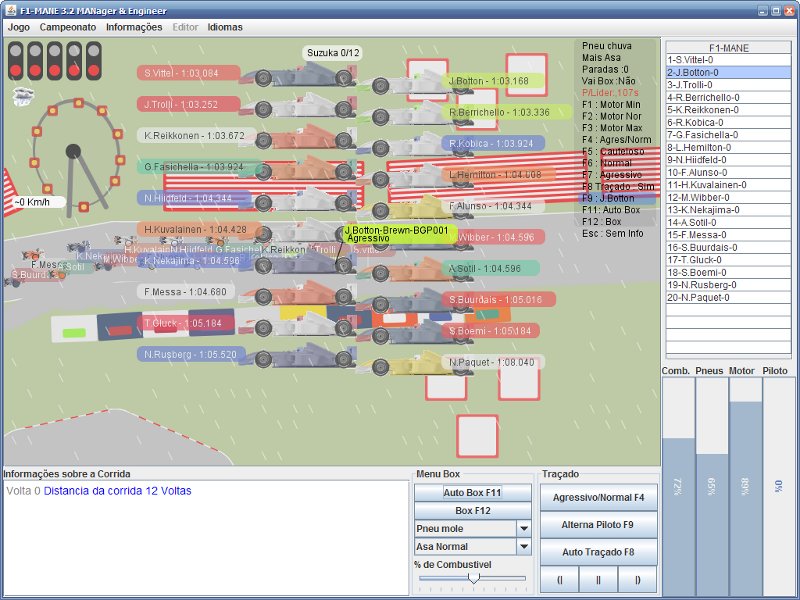 F1-MANE 3.2 MANager & Engineer
Jogo Campeonato Informações Editor Idiomas
Suzuka 0/12
S.Vittel - 1:03.084
J.Botton - 1:03.168
J.Trolli - 1:03.252
R.Berrichello - 1:03.336
K.Reikkonen - 1:03.672
R.Kobica - 1:03.924
G.Fasichella - 1:03.924
L.Hemilton - 1:04.008
N.Hiidfeld - 1:04.344
F.Alunso - 1:04.344
H.Kuvalainen - 1:04.428
M.Wibber - 1:04.596
K.Nekajima - 1:04.596
A.Sotil - 1:04.596
F.Messa - 1:04.680
S.Buurdais - 1:05.016
T.Gluck - 1:05.184
S.Boemi - 1:05.184
N.Rusberg - 1:05.520
N.Paquet - 1:08.040
J.Botton-Brewn-BGP001
Agressivo
~0 Km/h
Pneu chuva
Mais Asa
Paradas :0
Vai Box :Não
P/Lider:,107s
F1 : Motor Min
F2 : Motor Nor
F3 : Motor Max
F4 : Agres/Norm
F5 : Cauteloso
F6 : Normal
F7 : Agressivo
F8 Traçado : Sim
F9 : J.Botton
F11: Auto Box
F12 : Box
Esc : Sem Info
F1-MANE
1-S.Vittel-0
2-J.Botton-0
3-J.Trolli-0
4-R.Berrichello-0
5-K.Reikkonen-0
6-R.Kobica-0
7-G.Fasichella-0
8-L.Hemilton-0
9-N.Hiidfeld-0
10-F.Alunso-0
11-H.Kuvalainen-0
12-M.Wibber-0
13-K.Nekajima-0
14-A.Sotil-0
15-F.Messa-0
16-S.Buurdais-0
17-T.Gluck-0
18-S.Boemi-0
19-N.Rusberg-0
20-N.Paquet-0
Comb. Pneus Motor Piloto
72% 65% 89% 0%
Informações sobre a Corrida
Volta 0 Distancia da corrida 12 Voltas
Menu Box
Auto Box F11
Box F12
Pneu mole
Asa Normal
% de Combustivel
Traçado
Agressivo/Normal F4
Alterna Piloto F9
Auto Traçado F8
(| || |)